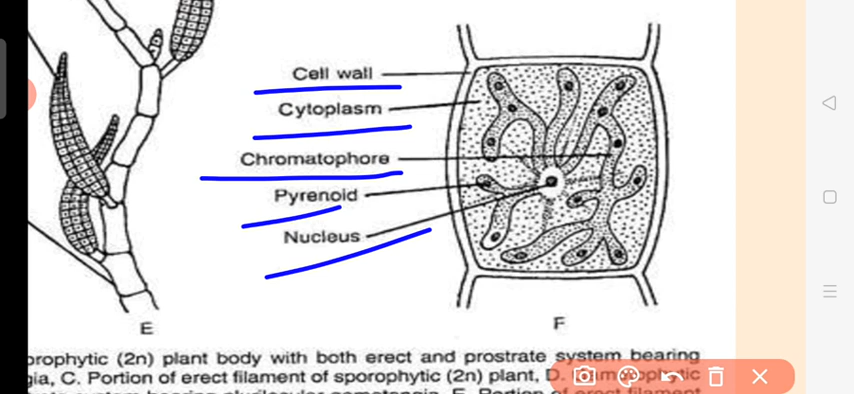 Cell wall
Cytoplasm
Chromatophore
Pyrenoid
Nucleus
E
F
orophytic (2n) plant body with both erect and prostrate system bearing
gia, C. Portion of erect filament of sporophytic (2n) plant, D.